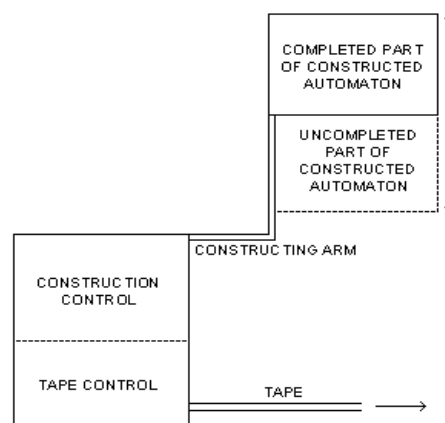 COMPLETED PART
OF CONSTRUCTED
AUTOMATON
UNCOMPLETED
PART OF
CONSTRUCTED
AUTOMATON
CONSTRUCTING ARM
CONSTRUCTION
CONTROL
TAPE CONTROL
TAPE